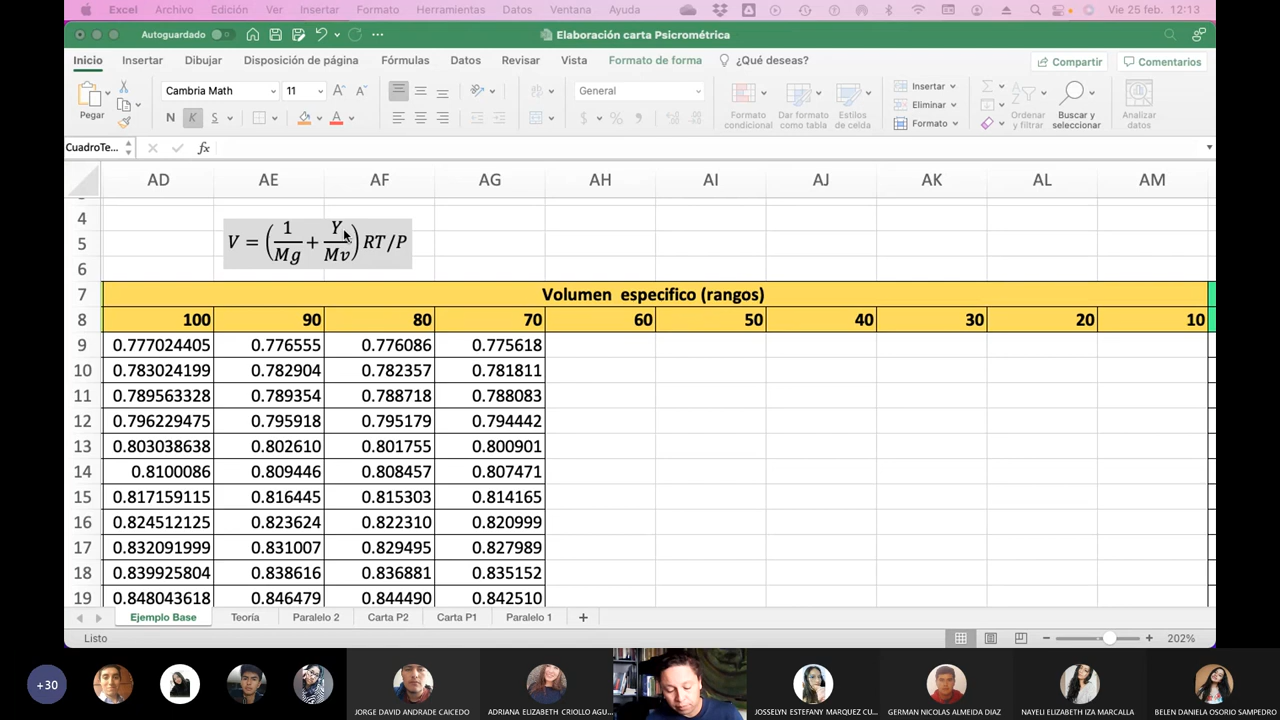 Excel Archivo Edición Ver Insertar Formato Herramientas Datos Ventana Ayuda Vie 25 feb. 12:13
Autoguardado Elaboración carta Psicrométrica
Inicio Insertar Dibujar Disposición de página Fórmulas Datos Revisar Vista Formato de forma ¿Qué deseas? Compartir Comentarios
Pegar
Cambria Math 11 A A
General
N K S A
$ %
Formato condicional
Dar formato como tabla
Estilos de celda
Insertar
Eliminar
Formato
Ordenar y filtrar
Buscar y seleccionar
Analizar datos
CuadroTe... fx
AD AE AF AG AH AI AJ AK AL AM
4
5
6
V = (1/Mg + Y/Mv) RT/P
7 Volumen especifico (rangos)
8 100 90 80 70 60 50 40 30 20 10
9 0.777024405 0.776555 0.776086 0.775618
10 0.783024199 0.782904 0.782357 0.781811
11 0.789563328 0.789354 0.788718 0.788083
12 0.796229475 0.795918 0.795179 0.794442
13 0.803038638 0.802610 0.801755 0.800901
14 0.8100086 0.809446 0.808457 0.807471
15 0.817159115 0.816445 0.815303 0.814165
16 0.824512125 0.823624 0.822310 0.820999
17 0.832091999 0.831007 0.829495 0.827989
18 0.839925804 0.838616 0.836881 0.835152
19 0.848043618 0.846479 0.844490 0.842510
Ejemplo Base Teoría Paralelo 2 Carta P2 Carta P1 Paralelo 1 +
Listo 202%
+30
JORGE DAVID ANDRADE CAICEDO ADRIANA ELIZABETH CRIOLLO AGU... JOSSELYN ESTEFANY MARQUEZ CU... GERMAN NICOLAS ALMEIDA DIAZ NAYELI ELIZABETH IZA MARCALLA BELEN DANIELA OSORIO SAMPEDRO